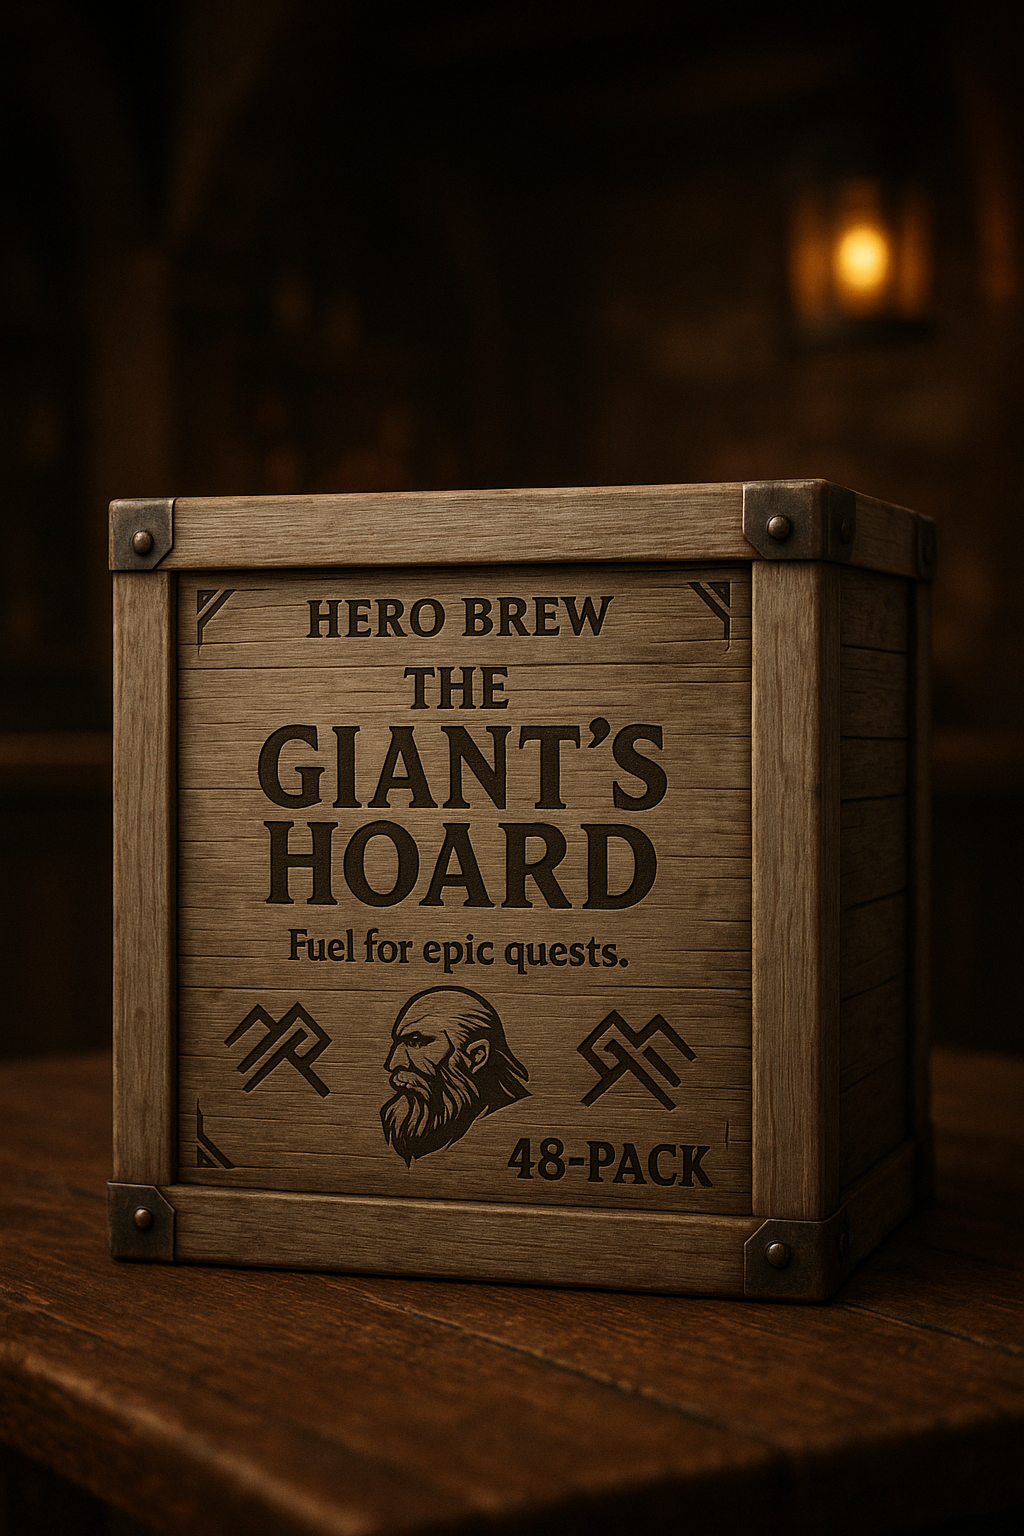 HERO BREW
THE
GIANT’S
HOARD
Fuel for epic quests.
48-PACK